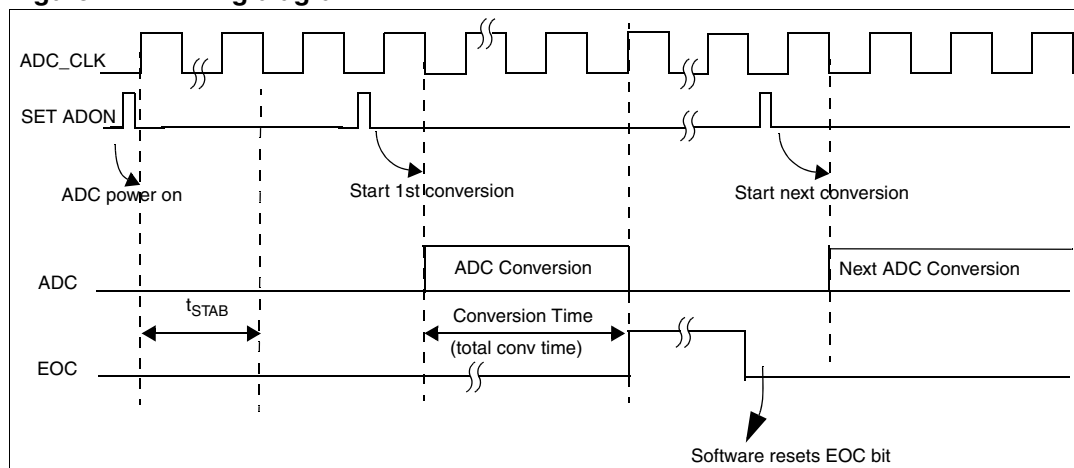 ADC_CLK
SET ADON
ADC power on
Start 1st conversion
Start next conversion
ADC Conversion
Next ADC Conversion
ADC
tSTAB
Conversion Time
(total conv time)
EOC
Software resets EOC bit